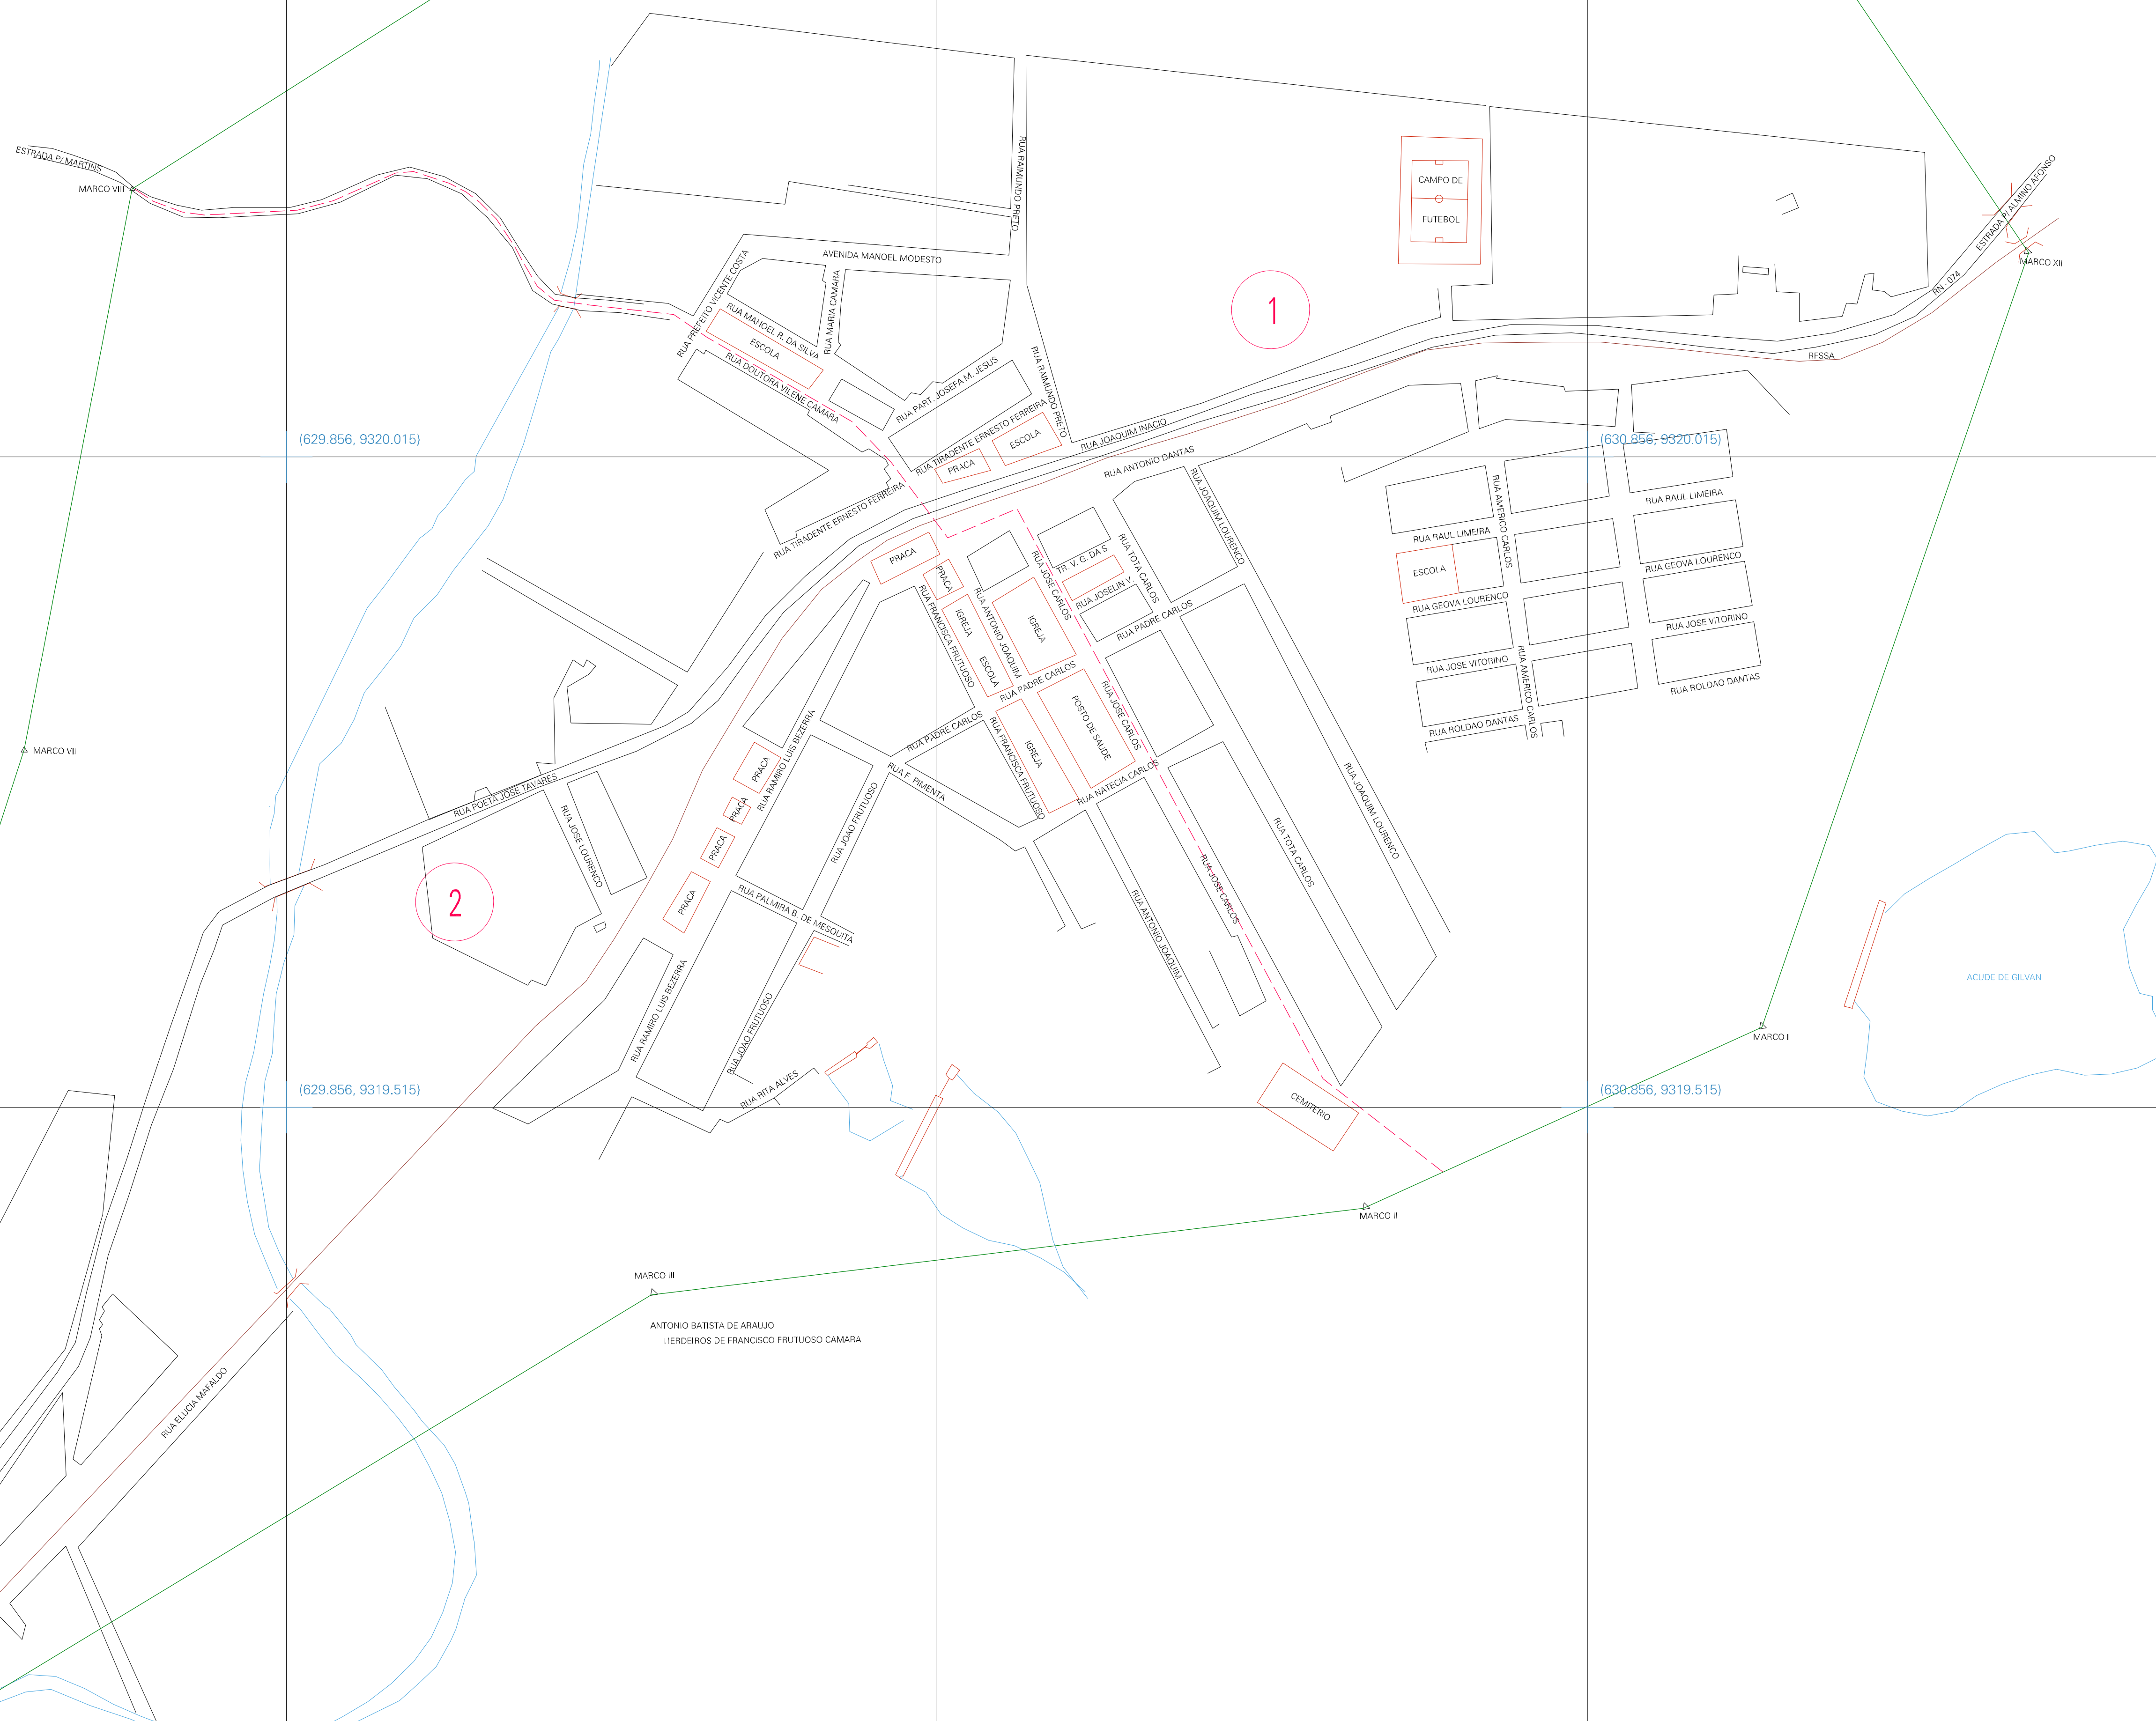 ESTRADA P/ MARTINS
MARCO VIII
RUA RAIMUNDO PRETO
CAMPO DE
FUTEBOL
ESTRADA P/ ALMINO AFONSO
MARCO XII
RN - 074
RFSSA
1
AVENIDA MANOEL MODESTO
RUA PREFEITO VICENTE COSTA
RUA MARIA CAMARA
RUA MANOEL R. DA SILVA
ESCOLA
RUA DOUTORA VILENE CAMARA
RUA PART. JOSEFA M. JESUS
RUA RAIMUNDO PRETO
RUA TIRADENTE ERNESTO FERREIRA
ESCOLA
PRACA
RUA JOAQUIM INACIO
RUA ANTONIO DANTAS
(629.856, 9320.015)
(630.856, 9320.015)
RUA TIRADENTE ERNESTO FERREIRA
RUA JOAQUIM LOURENCO
RUA AMERICO CARLOS
RUA RAUL LIMEIRA
RUA RAUL LIMEIRA
PRACA
PRACA
RUA JOSE CARLOS
TR. V. G. DA S.
RUA TOTA CARLOS
RUA JOSELIN V.
RUA GEOVA LOURENCO
ESCOLA
RUA GEOVA LOURENCO
RUA FRANCISCA FRUTUOSO
IGREJA
RUA ANTONIO JOAQUIM
IGREJA
RUA PADRE CARLOS
RUA JOSE VITORINO
RUA JOSE VITORINO
ESCOLA
RUA PADRE CARLOS
RUA AMERICO CARLOS
RUA ROLDAO DANTAS
RUA ROLDAO DANTAS
RUA JOSE CARLOS
POSTO DE SAUDE
RUA PADRE CARLOS
RUA FRANCISCA FRUTUOSO
IGREJA
RUA NATECIA CARLOS
RUA F. PIMENTA
MARCO VII
RUA RAMIRO LUIS BEZERRA
PRACA
PRACA
PRACA
PRACA
RUA JOAO FRUTUOSO
RUA POETA JOSE TAVARES
RUA JOSE LOURENCO
RUA JOAQUIM LOURENCO
RUA TOTA CARLOS
RUA JOSE CARLOS
RUA ANTONIO JOAQUIM
2
RUA PALMIRA B. DE MESQUITA
RUA RAMIRO LUIS BEZERRA
RUA JOAO FRUTUOSO
RUA RITA ALVES
ACUDE DE GILVAN
MARCO I
(629.856, 9319.515)
(630.856, 9319.515)
CEMITERIO
MARCO II
MARCO III
ANTONIO BATISTA DE ARAUJO
HERDEIROS DE FRANCISCO FRUTUOSO CAMARA
RUA ELUCIA MAFALDO